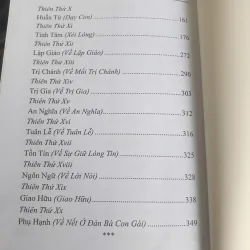 Thiên Thứ X
Huấn Tử (Dạy Con) 161
Thiên Thứ Xi
Tỉnh Tâm (Xét Lòng) 176
Thiên Thứ Xii
Lập Giáo (Về Lập Giáo) 272
Thiên Thứ Xiii
Trị Chánh (Về Mối Trị Chánh) 296
Thiên Thứ Xiv
Trị Gia (Về Trị Gia) 303
Thiên Thứ Xv
An Nghĩa (Về An Nghĩa) 312
Thiên Thứ Xvi
Tuân Lễ (Về Tuân Lễ) 316
Thiên Thứ Xvii
Tồn Tín (Về Sự Giữ Lòng Tin) 325
Thiên Thứ Xviii
Ngôn Ngữ (Về Lời Nói) 328
Thiên Thứ Xix
Giao Hữu (Giao Hữu) 338
Thiên Thứ Xx
Phụ Hạnh (Về Nết Ở Đàn Bà Con Gái) 349
***